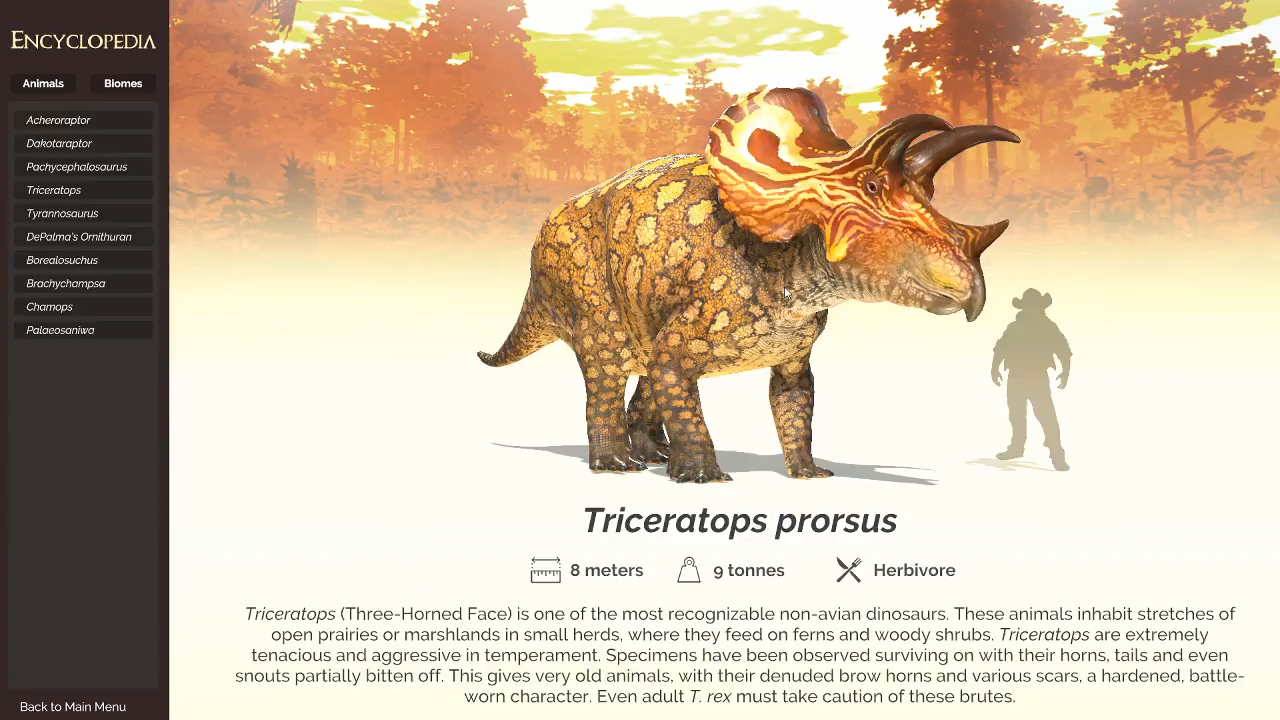 ENCYCLOPEDIA
Animals
Biomes
Acheroraptor
Dakotaraptor
Pachycephalosaurus
Triceratops
Tyrannosaurus
DePalma's Ornithuran
Borealosuchus
Brachychampsa
Chamops
Palaeosaniwa
Back to Main Menu
Triceratops prorsus
8 meters
9 tonnes
Herbivore
Triceratops (Three-Horned Face) is one of the most recognizable non-avian dinosaurs. These animals inhabit stretches of
open prairies or marshlands in small herds, where they feed on ferns and woody shrubs. Triceratops are extremely
tenacious and aggressive in temperament. Specimens have been observed surviving on with their horns, tails and even
snouts partially bitten off. This gives very old animals, with their denuded brow horns and various scars, a hardened, battle-
worn character. Even adult T. rex must take caution of these brutes.